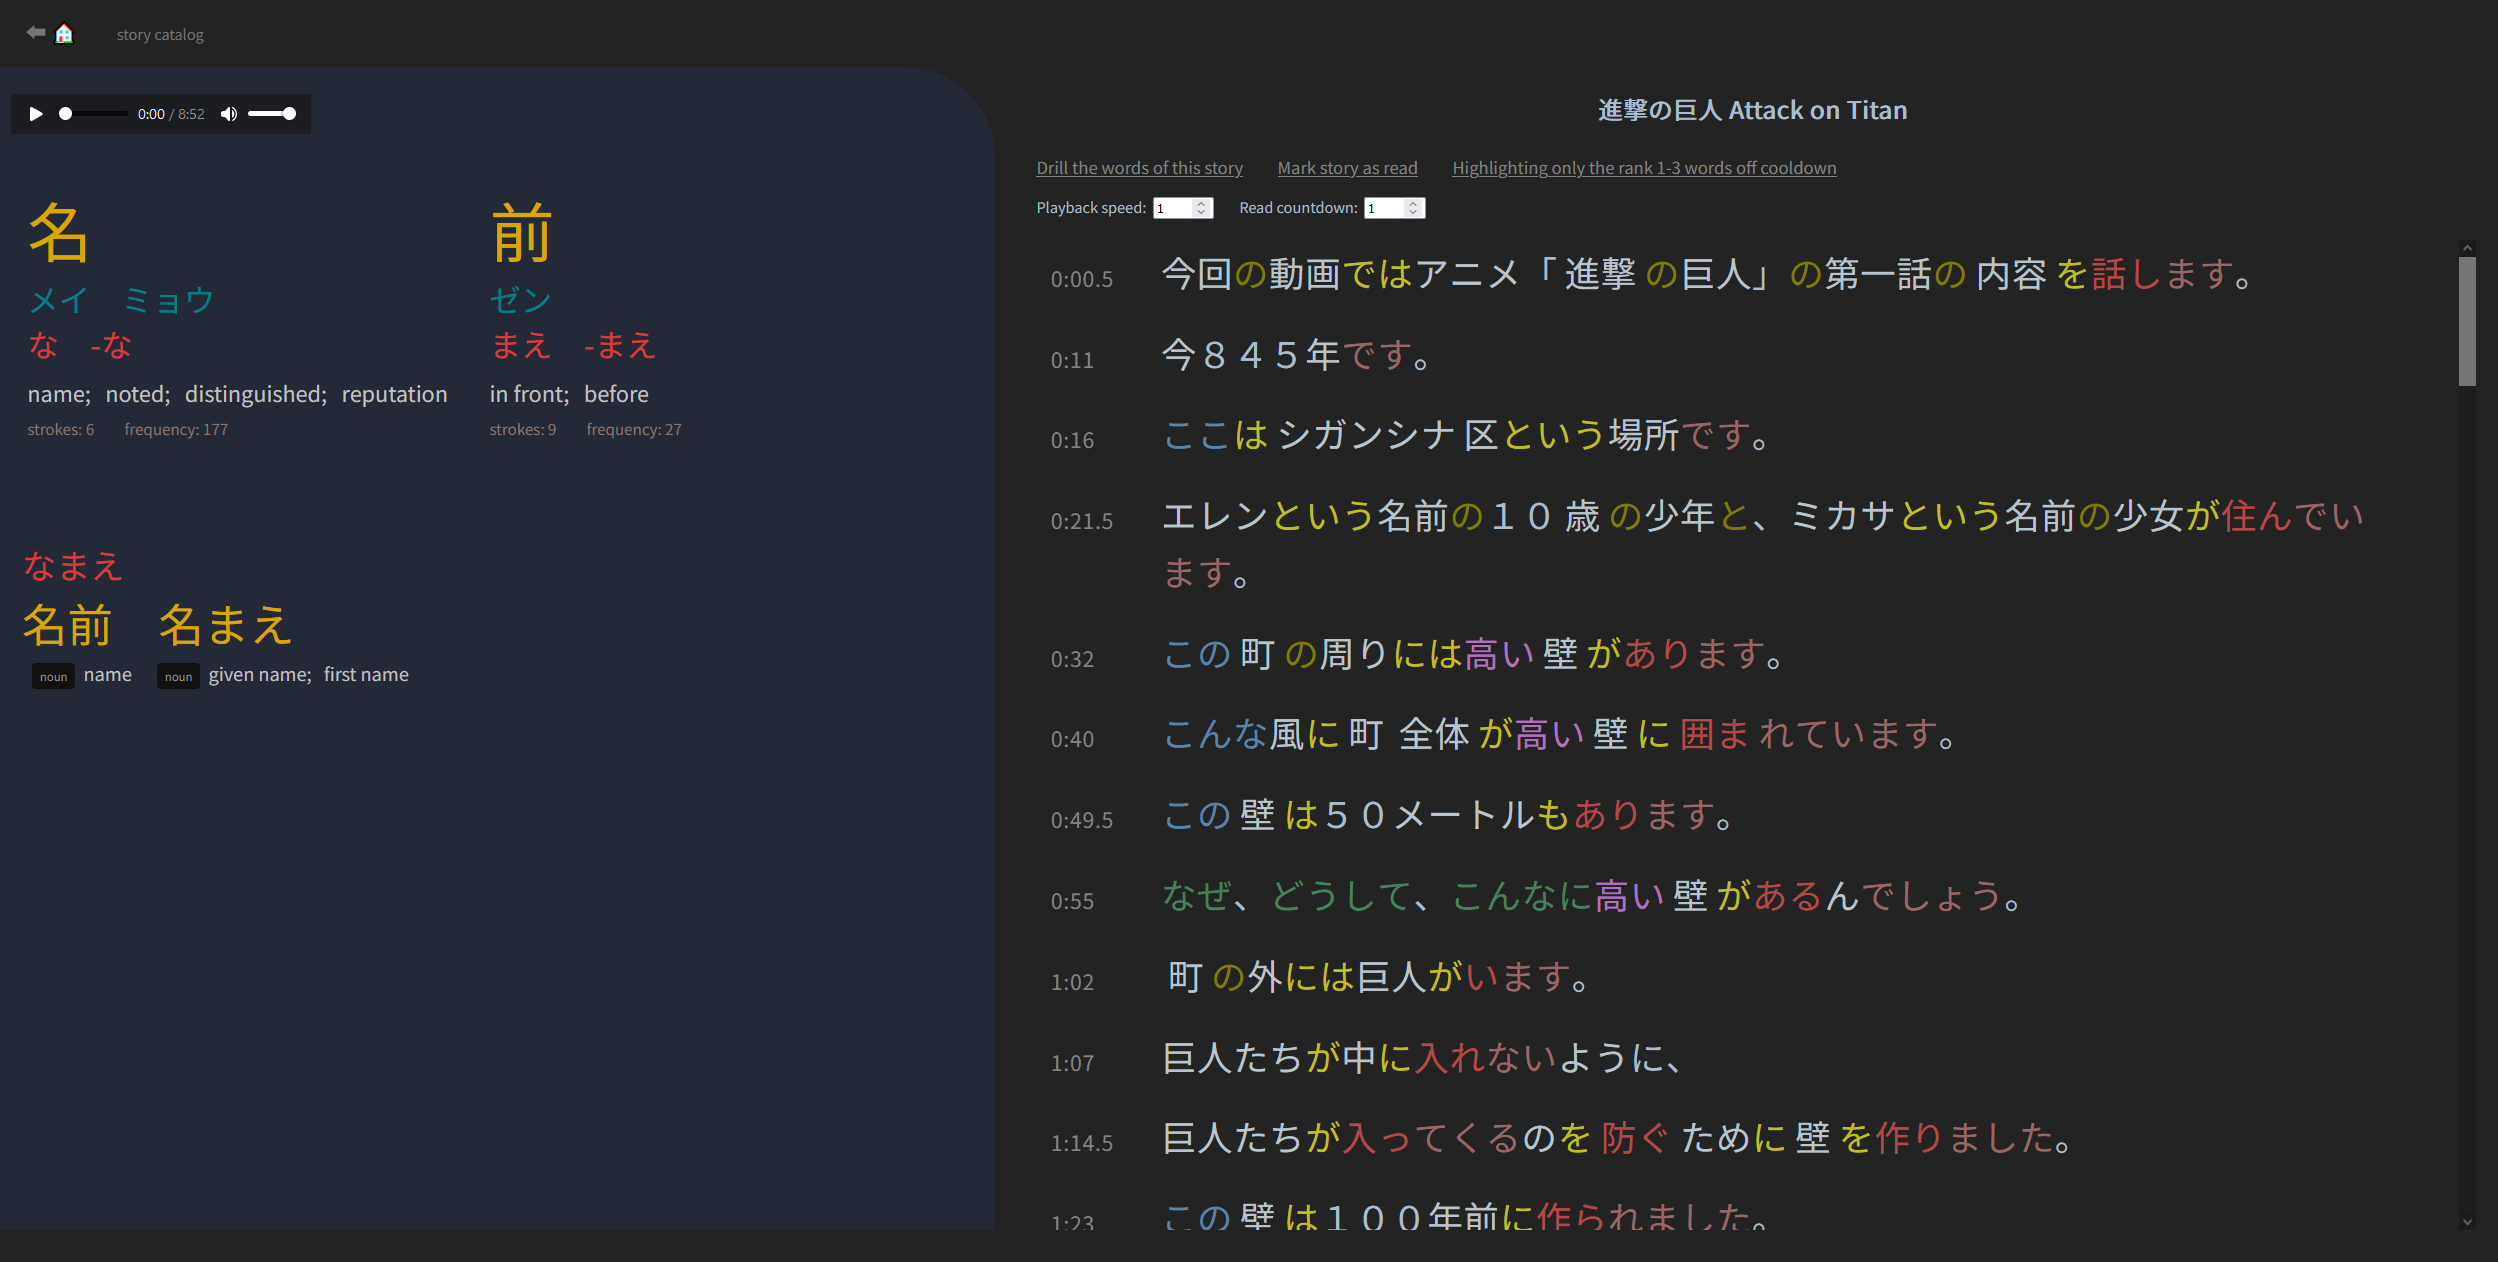 story catalog
0:00 / 8:52
名 前
メイ ミョウ ゼン
な -な まえ -まえ
name; noted; distinguished; reputation in front; before
strokes: 6 frequency: 177 strokes: 9 frequency: 27
なまえ
名前 名まえ
noun name noun given name; first name
進撃の巨人 Attack on Titan
Drill the words of this story Mark story as read Highlighting only the rank 1-3 words off cooldown
Playback speed: 1 Read countdown: 1
0:00.5 今回の動画ではアニメ「進撃の巨人」の第一話の内容を話します。
0:11 今８４５年です。
0:16 ここはシガンシナ区という場所です。
0:21.5 エレンという名前の１０歳の少年と、ミカサという名前の少女が住んでい
ます。
0:32 この町の周りには高い壁があります。
0:40 こんな風に町全体が高い壁に囲まれています。
0:49.5 この壁は５０メートルもあります。
0:55 なぜ、どうして、こんなに高い壁があるんでしょう。
1:02 町の外には巨人がいます。
1:07 巨人たちが中に入れないように、
1:14.5 巨人たちが入ってくるのを防ぐために壁を作りました。
1:23 この壁は１００年前に作られました。